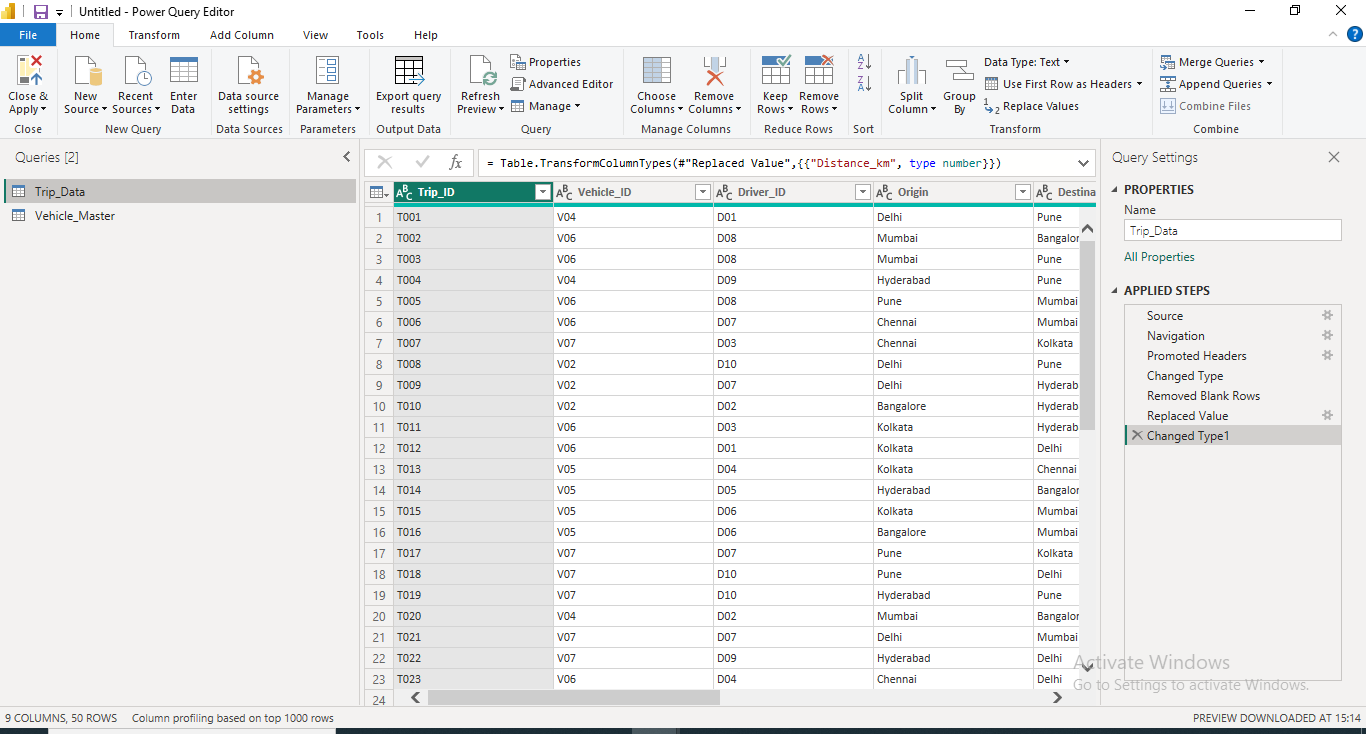 Untitled - Power Query Editor
File Home Transform Add Column View Tools Help
Close & Apply
New Source
Recent Sources
Enter Data
Data source settings
Manage Parameters
Export query results
Refresh Preview
Properties
Advanced Editor
Manage
Choose Columns
Remove Columns
Keep Rows
Remove Rows
Split Column
Group By
Data Type: Text
Use First Row as Headers
Replace Values
Merge Queries
Append Queries
Combine Files
Close New Query Data Sources Parameters Output Data Query Manage Columns Reduce Rows Sort Transform Combine
Queries [2]
Trip_Data
Vehicle_Master
fx = Table.TransformColumnTypes(#"Replaced Value",{{"Distance_km", type number}})
Trip_ID Vehicle_ID Driver_ID Origin Destina
1 T001 V04 D01 Delhi Pune
2 T002 V06 D08 Mumbai Bangalor
3 T003 V06 D08 Mumbai Pune
4 T004 V04 D09 Hyderabad Pune
5 T005 V06 D08 Pune Mumbai
6 T006 V06 D07 Chennai Mumbai
7 T007 V07 D03 Chennai Kolkata
8 T008 V02 D10 Delhi Pune
9 T009 V02 D07 Delhi Hyderab
10 T010 V02 D02 Bangalore Hyderab
11 T011 V06 D03 Kolkata Hyderab
12 T012 V06 D01 Kolkata Delhi
13 T013 V05 D04 Kolkata Chennai
14 T014 V05 D05 Hyderabad Bangalor
15 T015 V05 D06 Kolkata Mumbai
16 T016 V05 D06 Bangalore Mumbai
17 T017 V07 D07 Pune Kolkata
18 T018 V07 D10 Pune Delhi
19 T019 V07 D10 Hyderabad Pune
20 T020 V04 D02 Mumbai Bangalor
21 T021 V07 D07 Delhi Mumbai
22 T022 V07 D09 Hyderabad Delhi
23 T023 V06 D04 Chennai Delhi
24
Query Settings
PROPERTIES
Name
Trip_Data
All Properties
APPLIED STEPS
Source
Navigation
Promoted Headers
Changed Type
Removed Blank Rows
Replaced Value
Changed Type1
Activate Windows
Go to Settings to activate Windows.
9 COLUMNS, 50 ROWS Column profiling based on top 1000 rows
PREVIEW DOWNLOADED AT 15:14